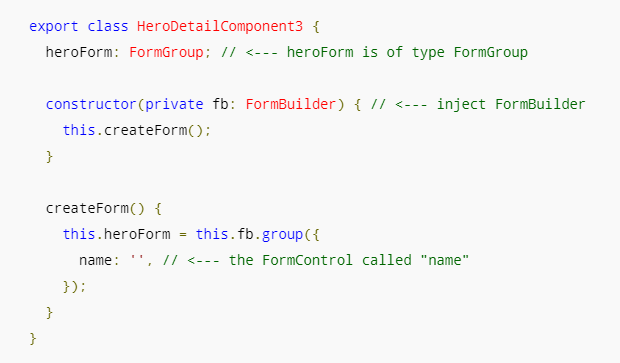 export class HeroDetailComponent3 {
  heroForm: FormGroup; // <--- heroForm is of type FormGroup

  constructor(private fb: FormBuilder) { // <--- inject FormBuilder
    this.createForm();
  }

  createForm() {
    this.heroForm = this.fb.group({
      name: '', // <--- the FormControl called "name"
    });
  }
}